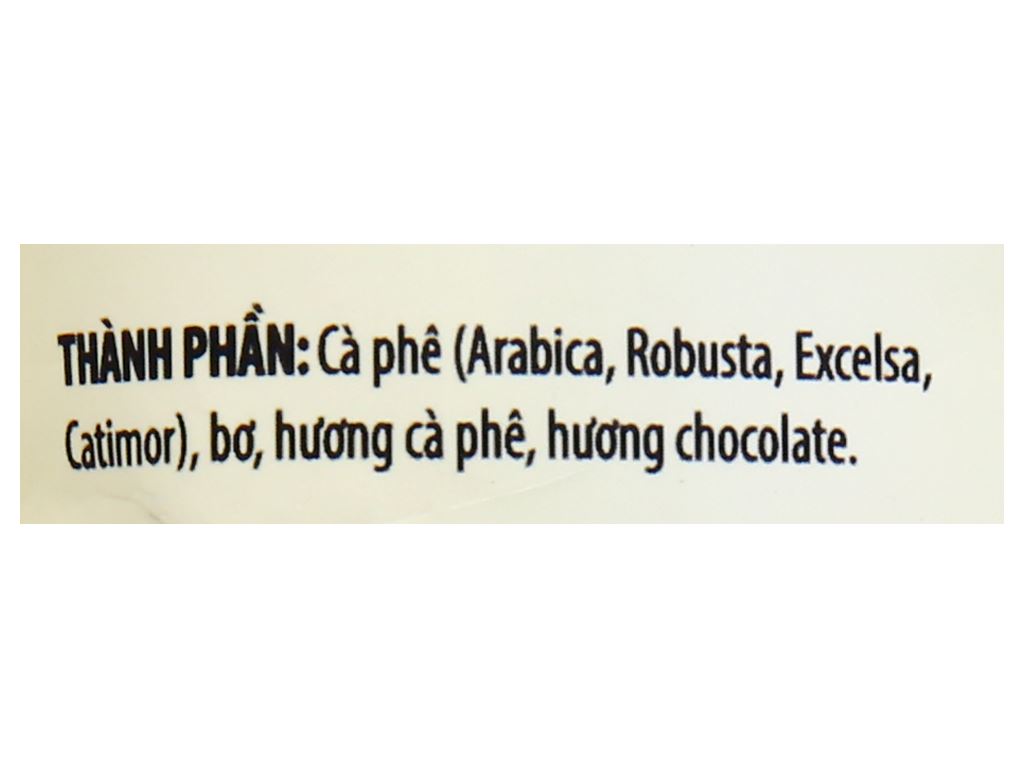 THÀNH PHẦN: Cà phê (Arabica, Robusta, Excelsa,
Catimor), bơ, hương cà phê, hương chocolate.